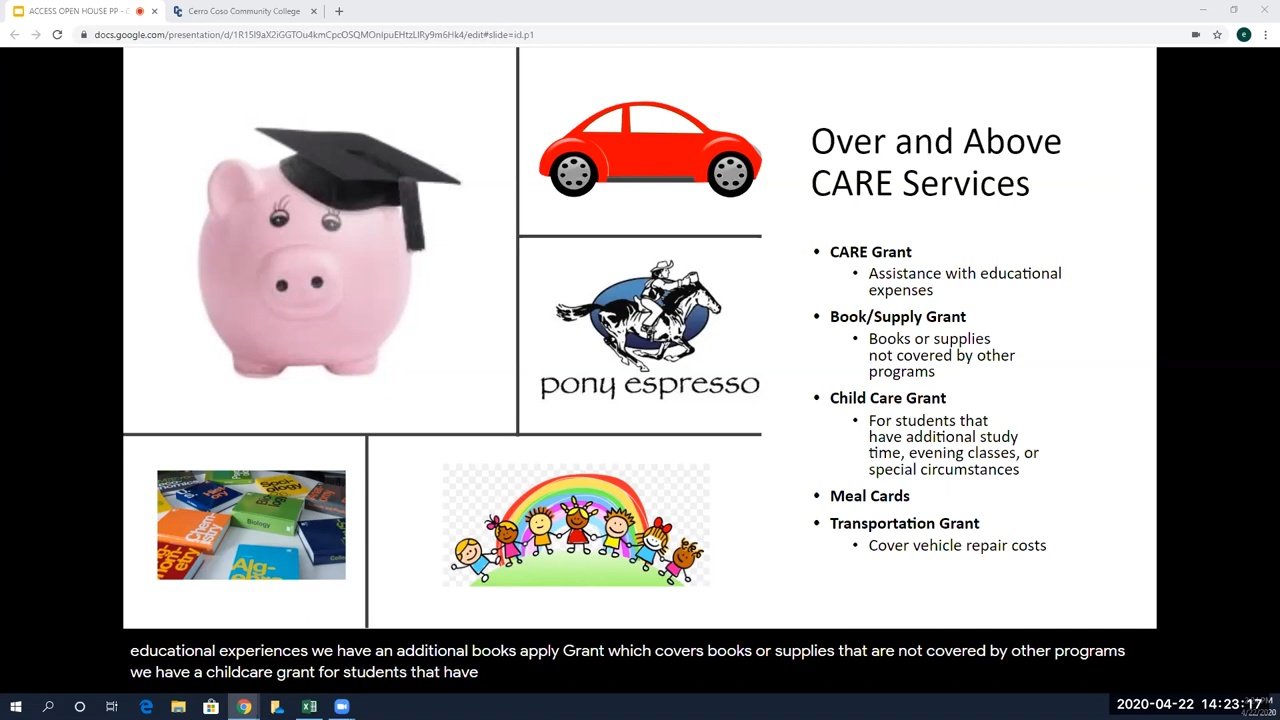 ACCESS OPEN HOUSE PP - 
Cerro Coso Community College
docs.google.com/presentation/d/1R15I9aX2iGGTOu4kmCpcOSQMOnIpuEHtzLIRy9m6Hk4/edit#slide=id.p1
Over and Above
CARE Services
• CARE Grant
• Assistance with educational
expenses
• Book/Supply Grant
• Books or supplies
not covered by other
programs
• Child Care Grant
• For students that
have additional study
time, evening classes, or
special circumstances
• Meal Cards
• Transportation Grant
• Cover vehicle repair costs
pony espresso
Biology
educational experiences we have an additional books apply Grant which covers books or supplies that are not covered by other programs
we have a childcare grant for students that have
2020-04-22 14:23:17